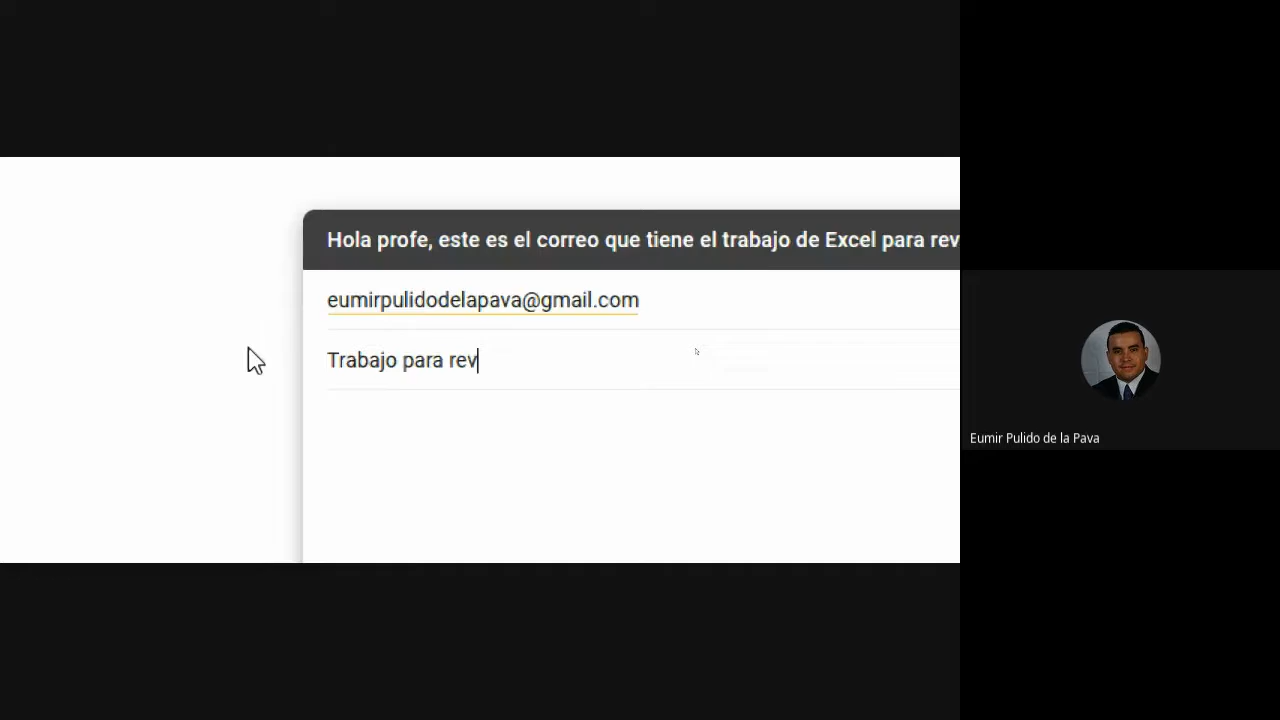 Hola profe, este es el correo que tiene el trabajo de Excel para rev
eumirpulidodelapava@gmail.com
Trabajo para rev
Eumir Pulido de la Pava